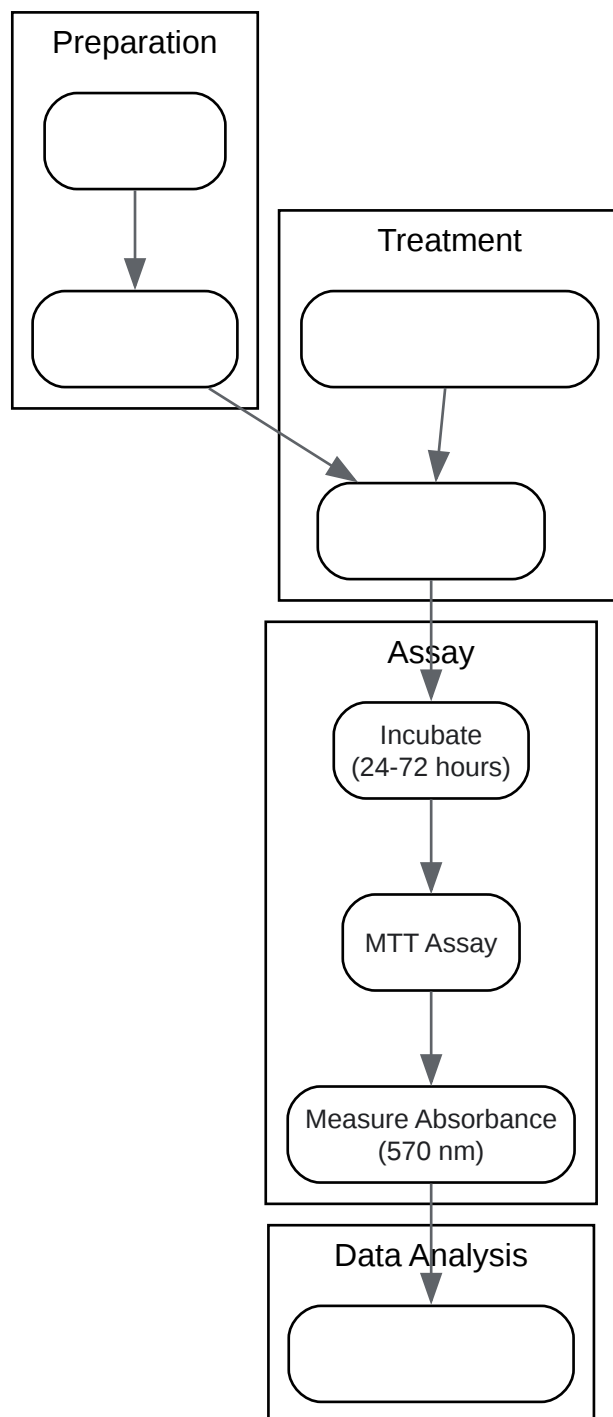 Preparation
Treatment
Assay
Incubate
(24-72 hours)
MTT Assay
Measure Absorbance
(570 nm)
Data Analysis